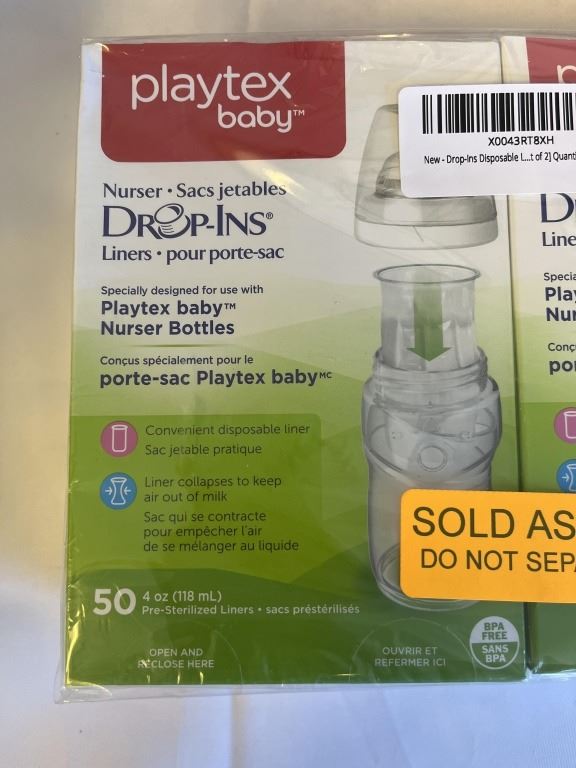 playtex
baby™
Nurser • Sacs jetables
DROP-INS®
Liners • pour porte-sac
Specially designed for use with
Playtex baby™
Nurser Bottles
Conçus spécialement pour le
porte-sac Playtex baby MC
Convenient disposable liner
Sac jetable pratique
Liner collapses to keep
air out of milk
Sac qui se contracte
pour empêcher l'air
de se mélanger au liquide
50 4 oz (118 mL)
Pre-Sterilized Liners • sacs préstérilisés
OPEN AND
RECLOSE HERE
OUVRIR ET
REFERMER ICI
BPA
FREE
SANS
BPA
X0043RT8XH
New - Drop-Ins Disposable l...t of 2] Quanti
SOLD AS
DO NOT SEPA
p
D
Line
Specia
Play
Nur
Conç
por